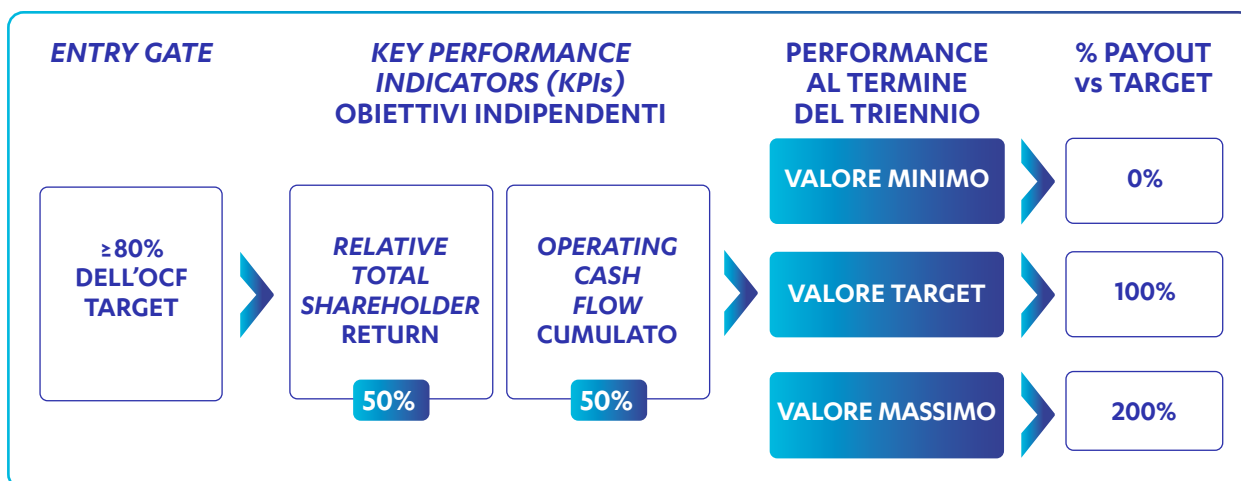 ENTRY GATE
KEY PERFORMANCE
INDICATORS (KPIs)
OBIETTIVI INDIPENDENTI
PERFORMANCE
AL TERMINE
DEL TRIENNIO
% PAYOUT
vs TARGET
≥80%
DELL'OCF
TARGET
RELATIVE
TOTAL
SHAREHOLDER
RETURN
50%
OPERATING
CASH
FLOW
CUMULATO
50%
VALORE MINIMO
0%
VALORE TARGET
100%
VALORE MASSIMO
200%